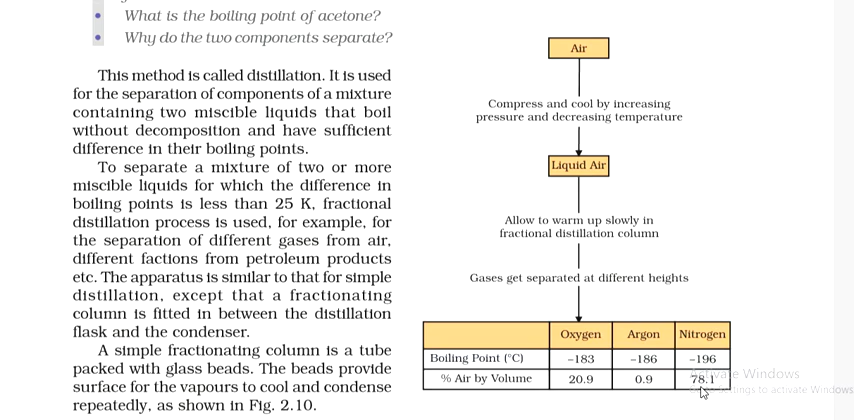 What is the boiling point of acetone?
Why do the two components separate?
This method is called distillation. It is used
for the separation of components of a mixture
containing two miscible liquids that boil
without decomposition and have sufficient
difference in their boiling points.
To separate a mixture of two or more
miscible liquids for which the difference in
boiling points is less than 25 K, fractional
distillation process is used, for example, for
the separation of different gases from air,
different factions from petroleum products
etc. The apparatus is similar to that for simple
distillation, except that a fractionating
column is fitted in between the distillation
flask and the condenser.
A simple fractionating column is a tube
packed with glass beads. The beads provide
surface for the vapours to cool and condense
repeatedly, as shown in Fig. 2.10.
Air
Compress and cool by increasing
pressure and decreasing temperature
Liquid Air
Allow to warm up slowly in
fractional distillation column
Gases get separated at different heights
Oxygen Argon Nitrogen
Boiling Point (°C) –183 –186 –196
% Air by Volume 20.9 0.9 78.1
Activate Windows
Settings to activate Windows